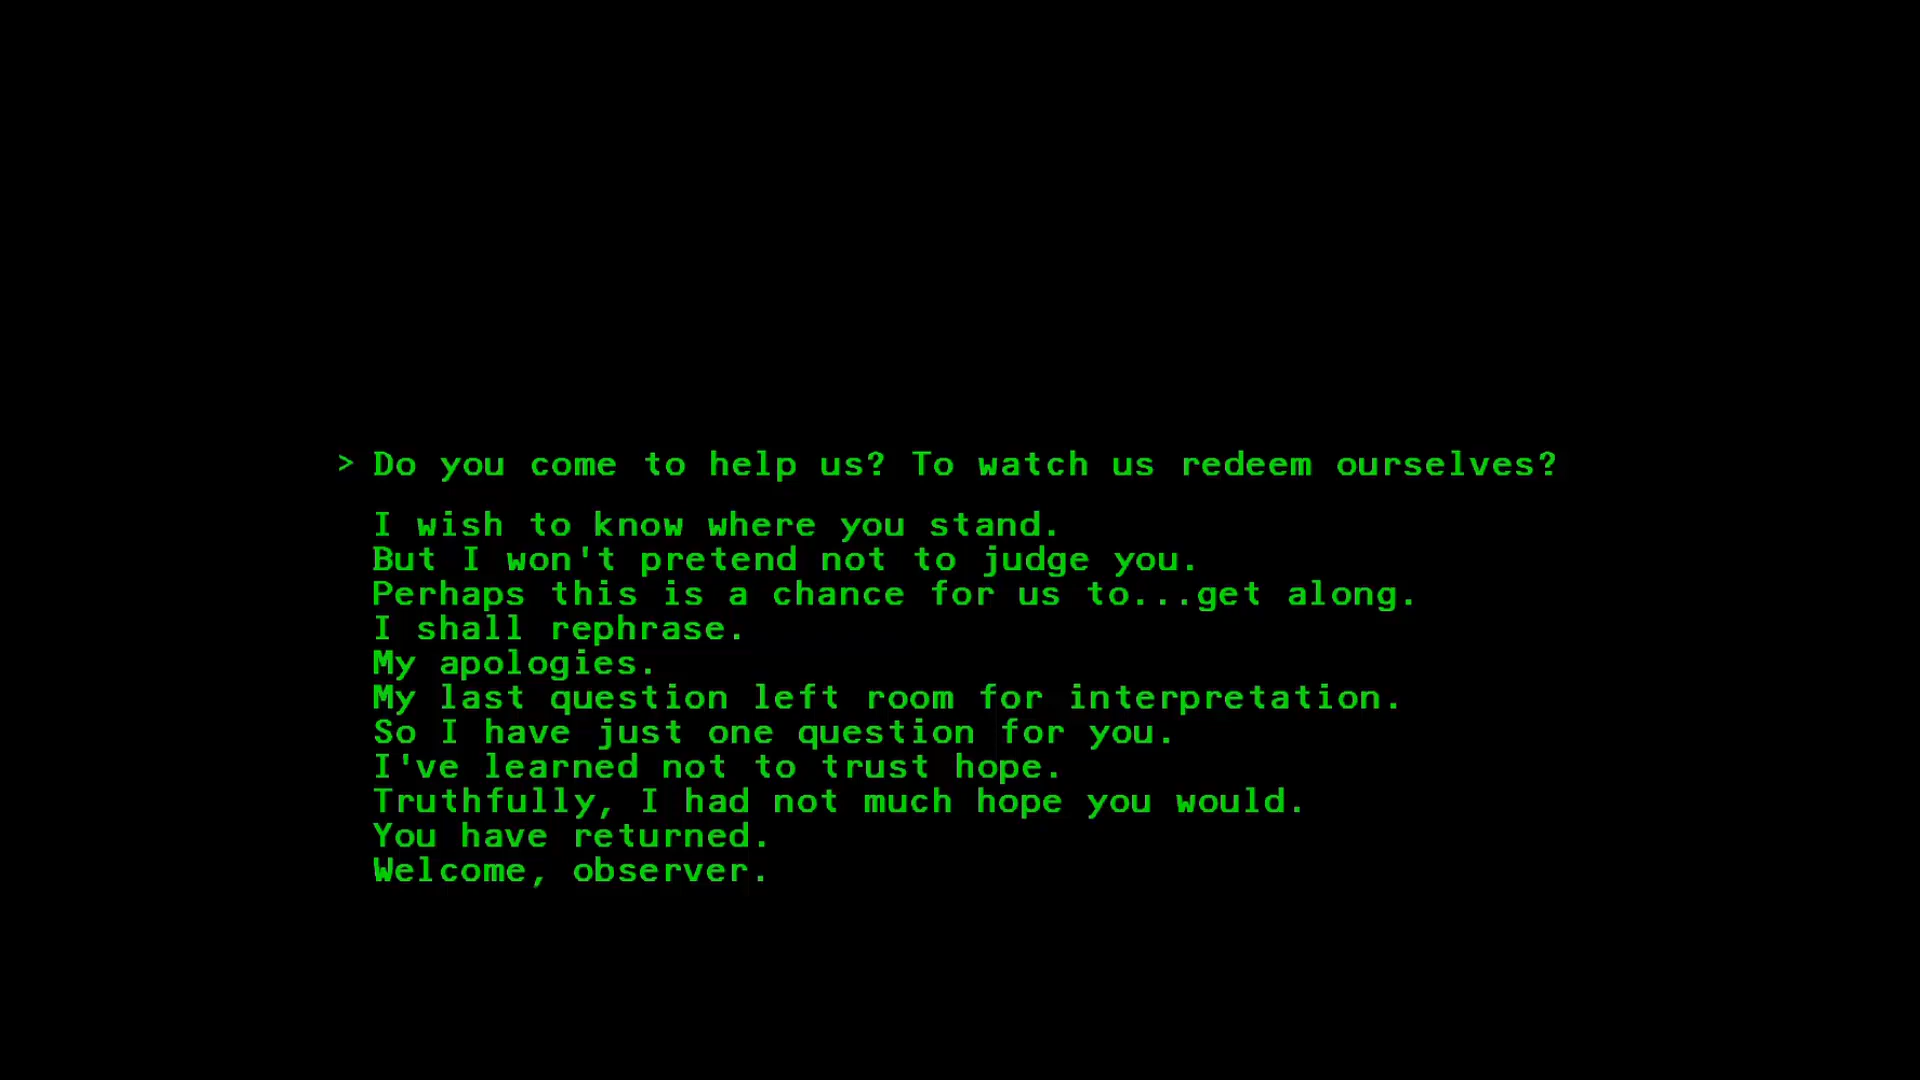 > Do you come to help us? To watch us redeem ourselves?
I wish to know where you stand.
But I won't pretend not to judge you.
Perhaps this is a chance for us to...get along.
I shall rephrase.
My apologies.
My last question left room for interpretation.
So I have just one question for you.
I've learned not to trust hope.
Truthfully, I had not much hope you would.
You have returned.
Welcome, observer.